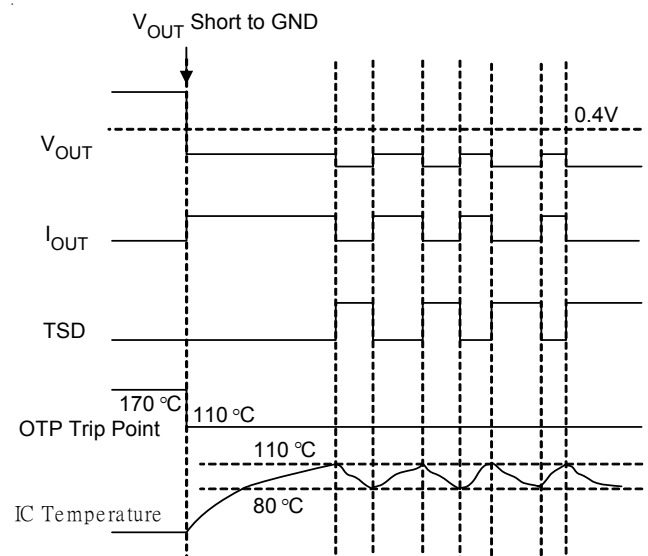 VOUT Short to GND
0.4V
VOUT
IOUT
TSD
170 °C
110 °C
OTP Trip Point
110 °C
80 °C
IC Temperature